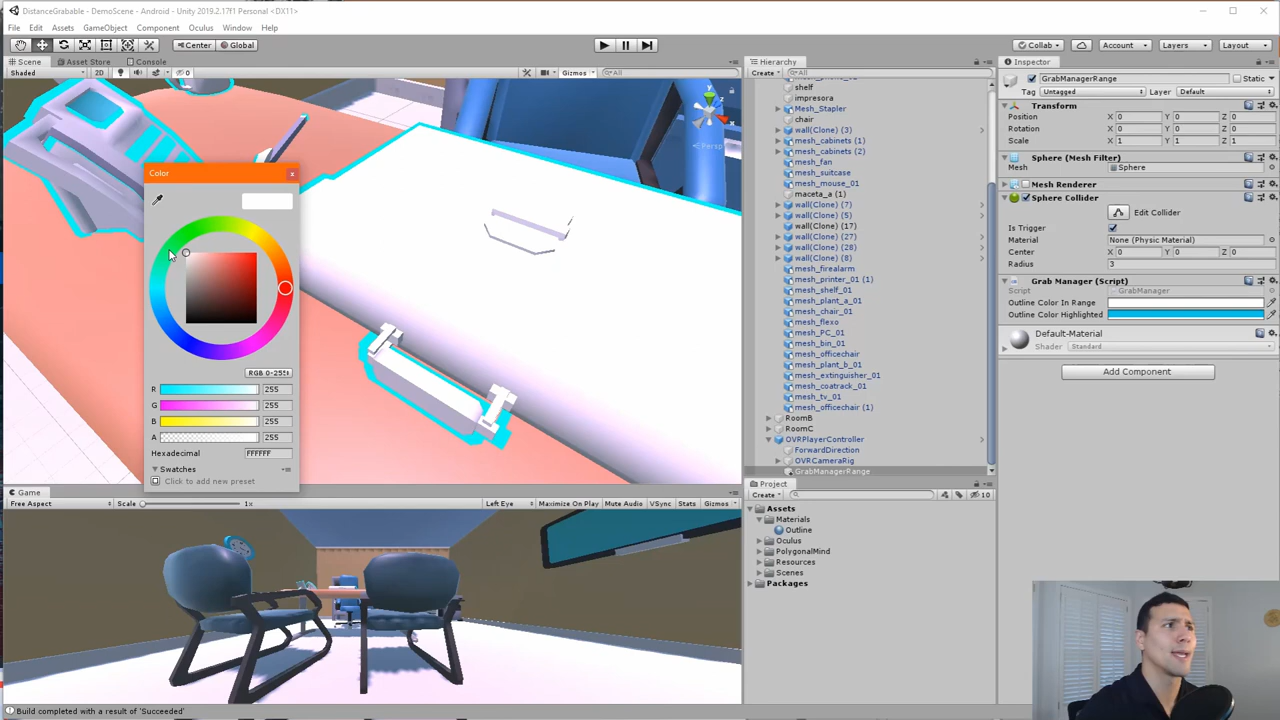 DistanceGrabable - DemoScene - Android - Unity 2019.2.17f1 <DX11>
File Edit Assets GameObject Component Oculus Window Help
Center Global Collab Account Layers Layout
Scene Asset Store Console
Shaded 2D 0 Gizmos All
Color
RGB 0-255
R 255
G 255
B 255
A 255
Hexadecimal FFFFFF
Swatches
Click to add new preset
Game
Free Aspect Scale 1x Left Eye Maximize On Play Mute Audio VSync Stats Gizmos
Build completed with a result of 'Succeeded'
Hierarchy
Create All
shelf
impresora
Mesh_Stapler
chair
wall(Clone) (3)
mesh_cabinets (1)
mesh_cabinets (2)
mesh_fan
mesh_suitcase
mesh_mouse_01
maceta_a (1)
wall(Clone) (7)
wall(Clone) (5)
wall(Clone) (17)
wall(Clone) (27)
wall(Clone) (28)
wall(Clone) (8)
mesh_firealarm
mesh_printer_01 (1)
mesh_shelf_01
mesh_plant_a_01
mesh_chair_01
mesh_flexo
mesh_PC_01
mesh_bin_01
mesh_officechair
mesh_plant_b_01
mesh_extinguisher_01
mesh_coatrack_01
mesh_tv_01
mesh_officechair (1)
RoomB
RoomC
OVRPlayerController
ForwardDirection
OVRCameraRig
GrabManagerRange
Project
Create 10
Assets
Materials
Outline
Oculus
PolygonalMind
Resources
Scenes
Packages
Inspector
GrabManagerRange Static
Tag Untagged Layer Default
Transform
Position X 0 Y 0 Z 0
Rotation X 0 Y 0 Z 0
Scale X 1 Y 1 Z 1
Sphere (Mesh Filter)
Mesh Sphere
Mesh Renderer
Sphere Collider
Edit Collider
Is Trigger
Material None (Physic Material)
Center X 0 Y 0 Z 0
Radius 3
Grab Manager (Script)
Script GrabManager
Outline Color In Range
Outline Color Highlighted
Default-Material
Shader Standard
Add Component